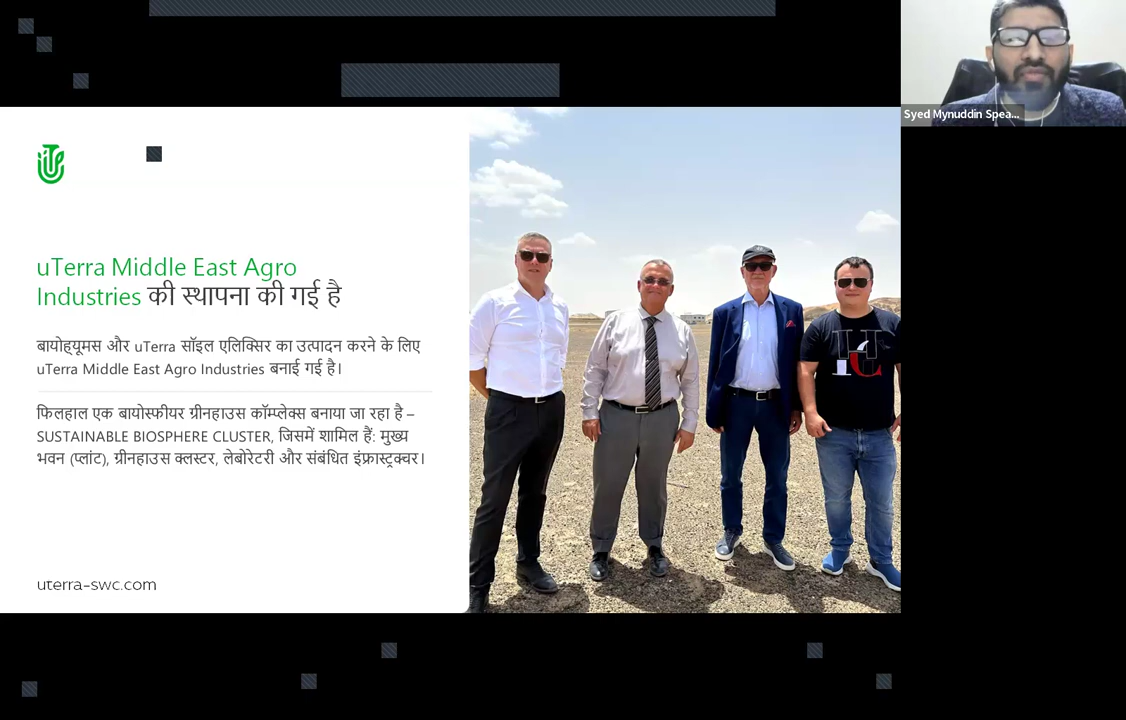 Syed Mynuddin Spea...
uTerra Middle East Agro
Industries की स्थापना की गई है
बायोह्यूमस और uTerra सॉइल एलिक्सिर का उत्पादन करने के लिए
uTerra Middle East Agro Industries बनाई गई है।
फिलहाल एक बायोस्फीयर ग्रीनहाउस कॉम्प्लेक्स बनाया जा रहा है –
SUSTAINABLE BIOSPHERE CLUSTER, जिसमें शामिल हैं: मुख्य
भवन (प्लांट), ग्रीनहाउस क्लस्टर, लेबोरेटरी और संबंधित इंफ्रास्ट्रक्चर।
uterra-swc.com